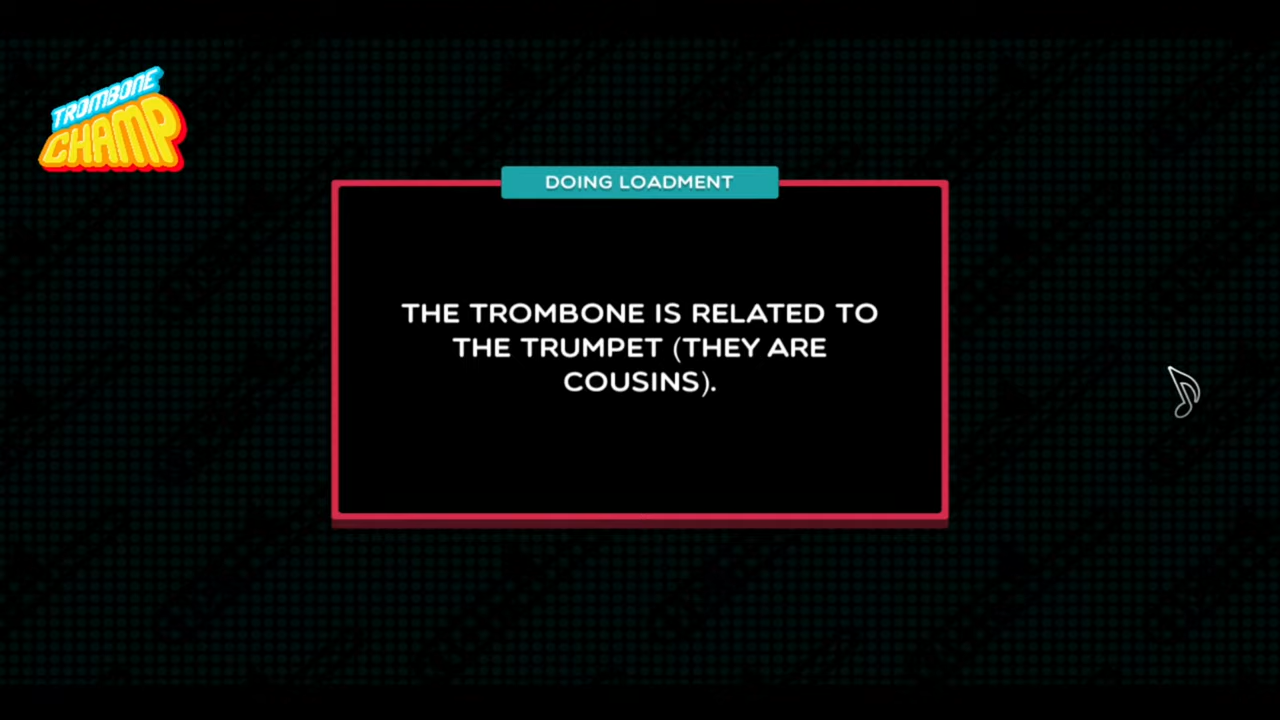 TROMBONE
CHAMP
DOING LOADMENT
THE TROMBONE IS RELATED TO
THE TRUMPET (THEY ARE
COUSINS).